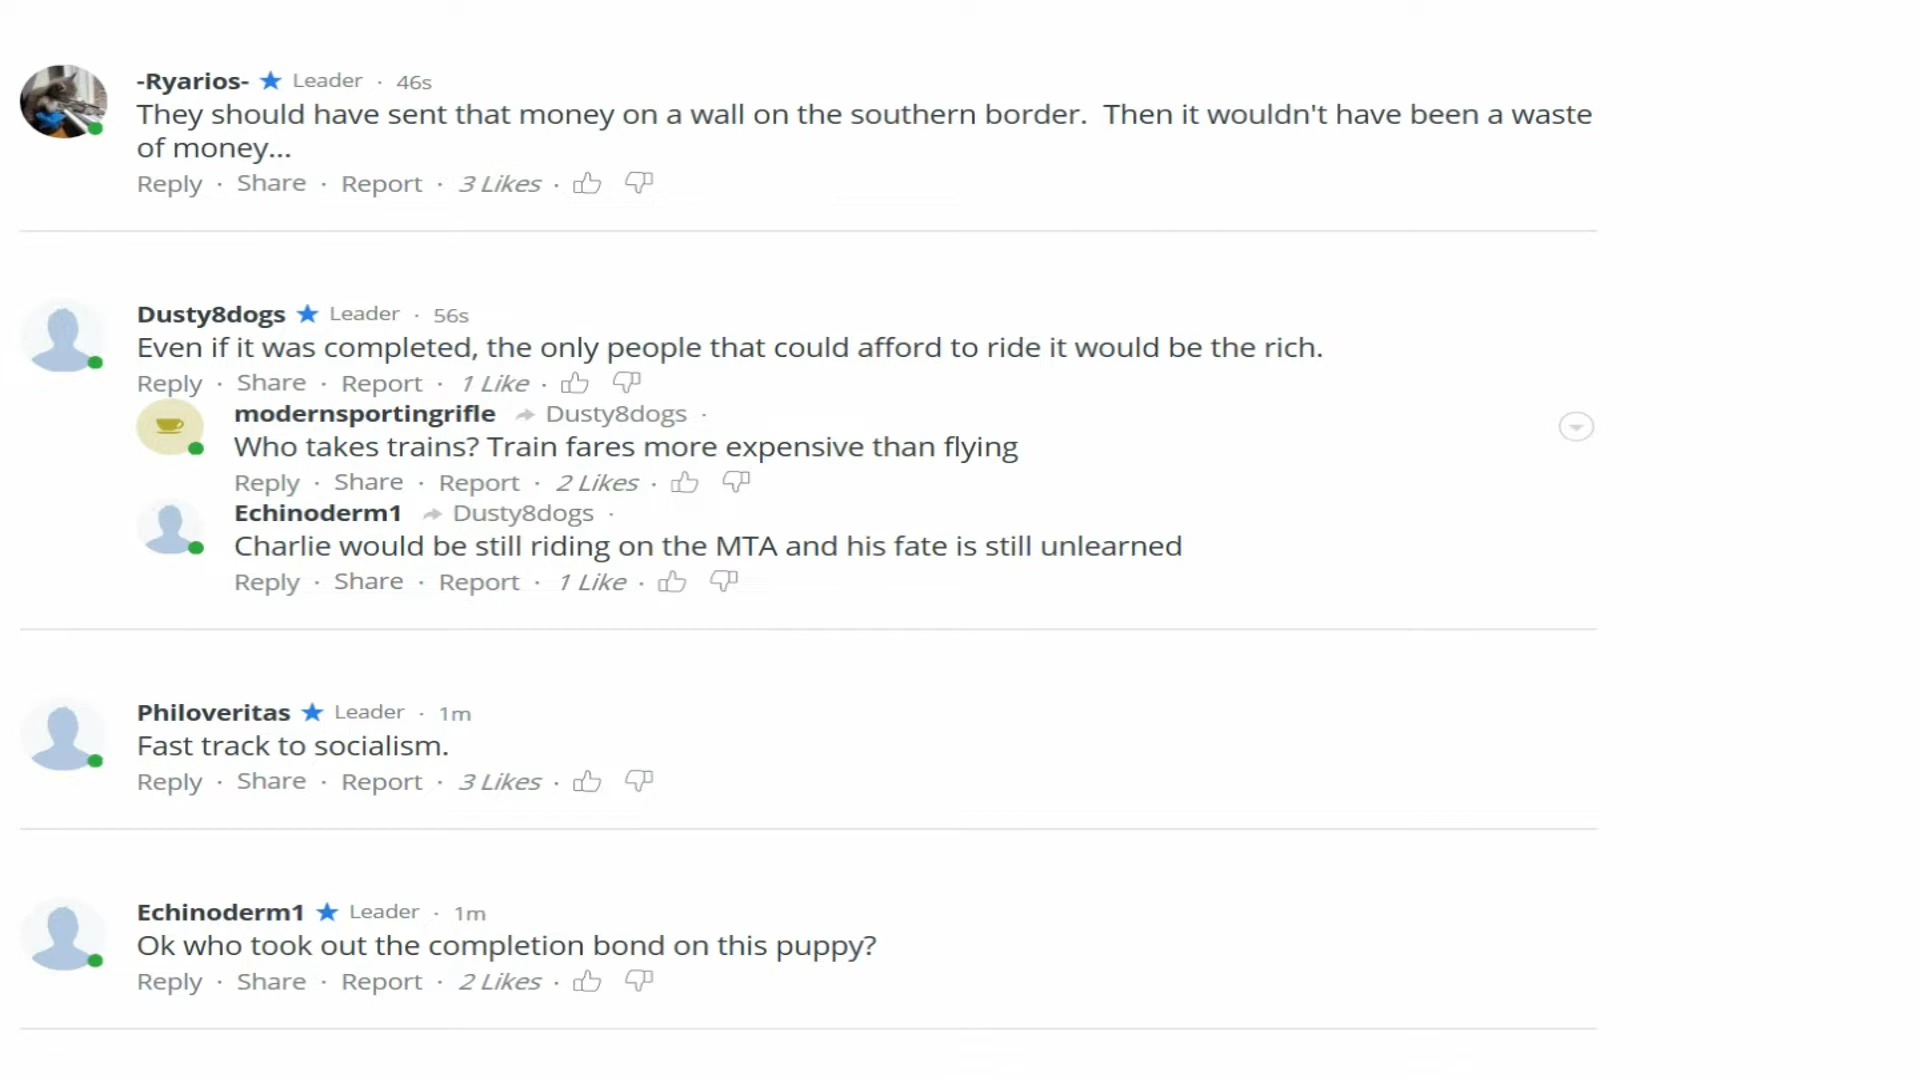 -Ryarios- ★ Leader · 46s
They should have sent that money on a wall on the southern border.  Then it wouldn't have been a waste
of money...
Reply · Share · Report · 3 Likes ·
Dusty8dogs ★ Leader · 56s
Even if it was completed, the only people that could afford to ride it would be the rich.
Reply · Share · Report · 1 Like ·
modernsportingrifle Dusty8dogs ·
Who takes trains? Train fares more expensive than flying
Reply · Share · Report · 2 Likes ·
Echinoderm1 Dusty8dogs ·
Charlie would be still riding on the MTA and his fate is still unlearned
Reply · Share · Report · 1 Like ·
Philoveritas ★ Leader · 1m
Fast track to socialism.
Reply · Share · Report · 3 Likes ·
Echinoderm1 ★ Leader · 1m
Ok who took out the completion bond on this puppy?
Reply · Share · Report · 2 Likes ·